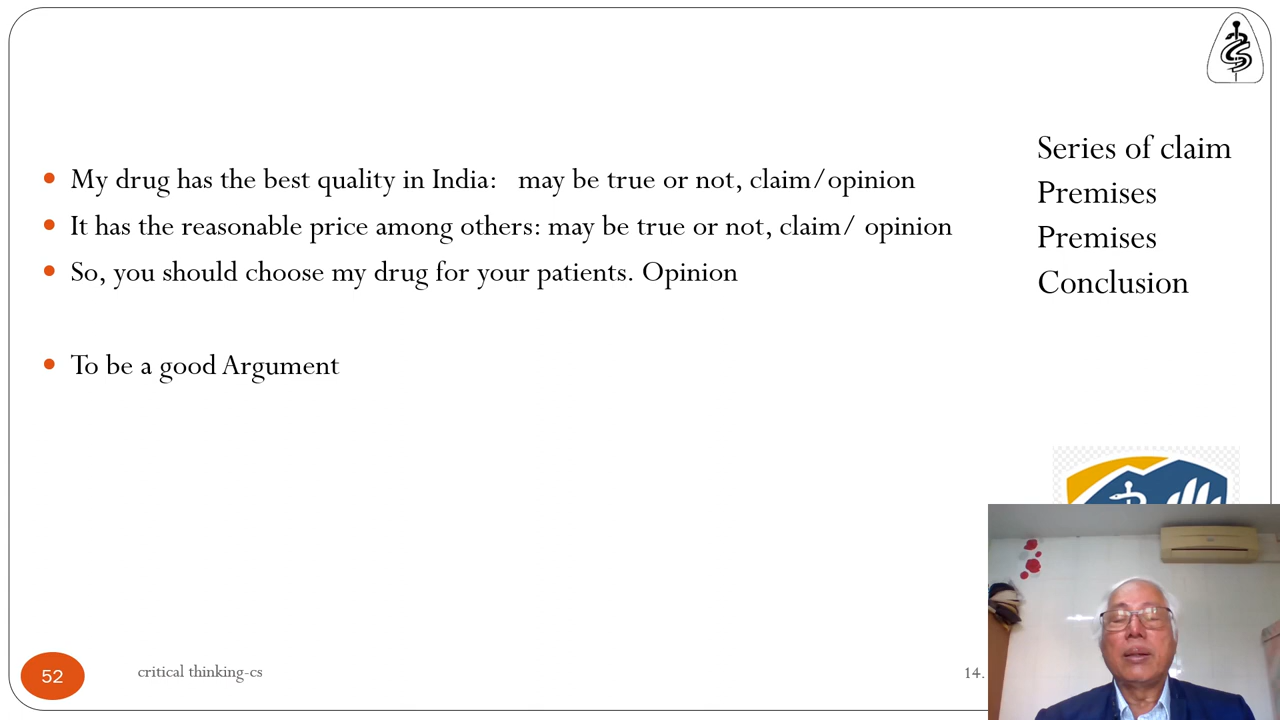 Series of claim
My drug has the best quality in India: may be true or not, claim/opinion
Premises
It has the reasonable price among others: may be true or not, claim/ opinion
Premises
So, you should choose my drug for your patients. Opinion
Conclusion
To be a good Argument
52
critical thinking-cs
14.